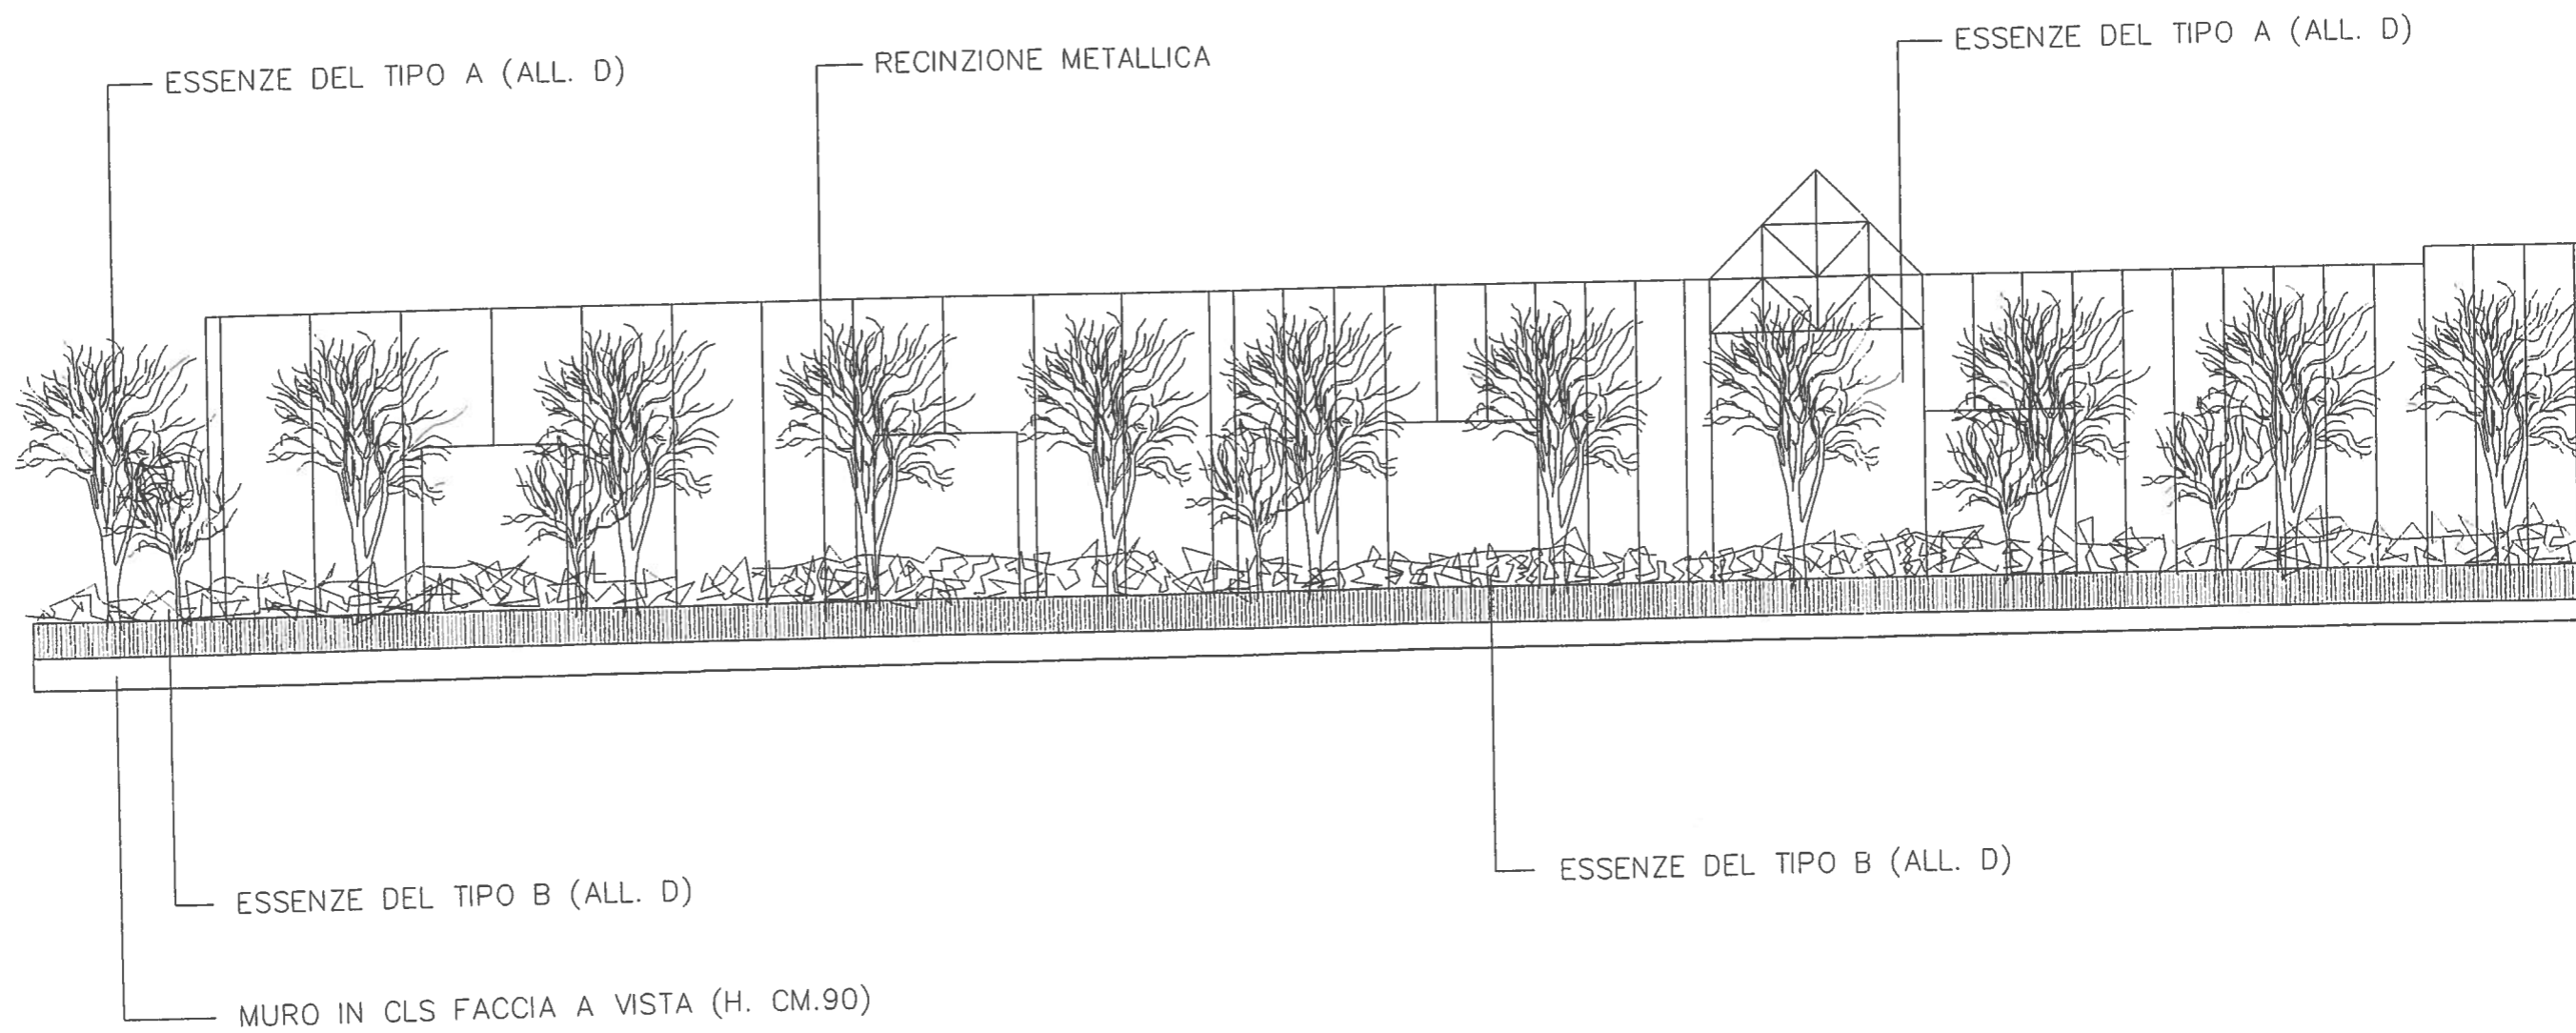 ESSENZE DEL TIPO A (ALL. D)
RECINZIONE METALLICA
ESSENZE DEL TIPO A (ALL. D)
ESSENZE DEL TIPO B (ALL. D)
ESSENZE DEL TIPO B (ALL. D)
MURO IN CLS FACCIA A VISTA (H. CM.90)